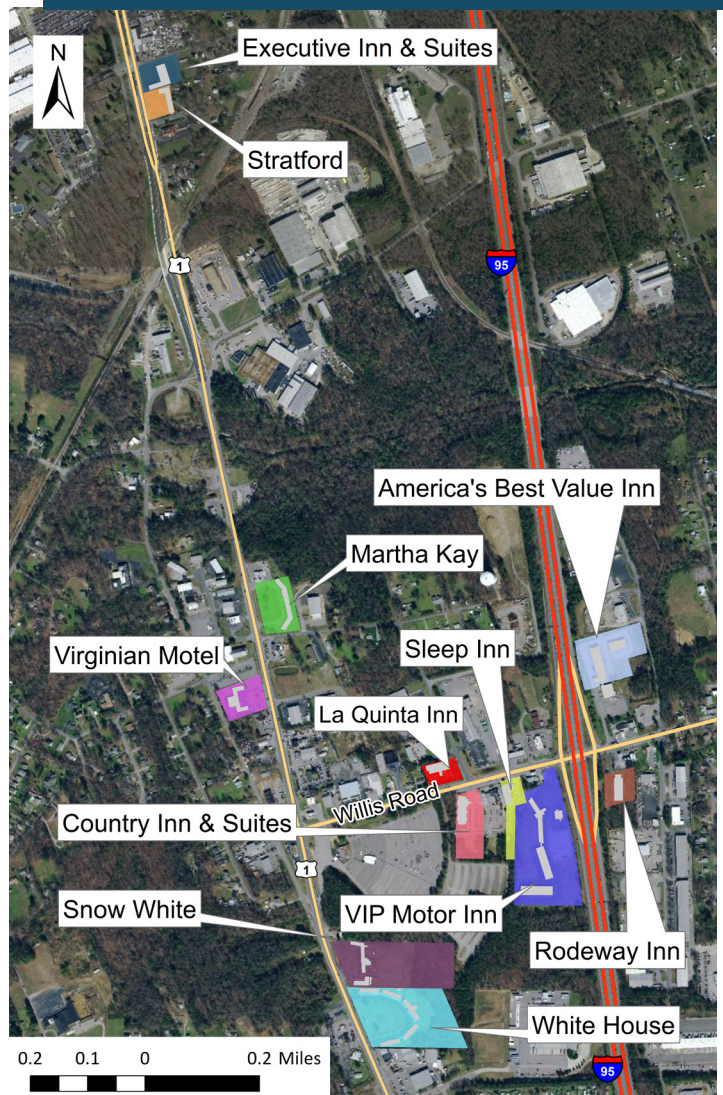 N
Executive Inn & Suites
Stratford
1
95
America's Best Value Inn
Martha Kay
Sleep Inn
Virginian Motel
La Quinta Inn
Willis Road
Country Inn & Suites
1
Snow White
VIP Motor Inn
Rodeway Inn
White House
0.2 0.1 0 0.2 Miles
95